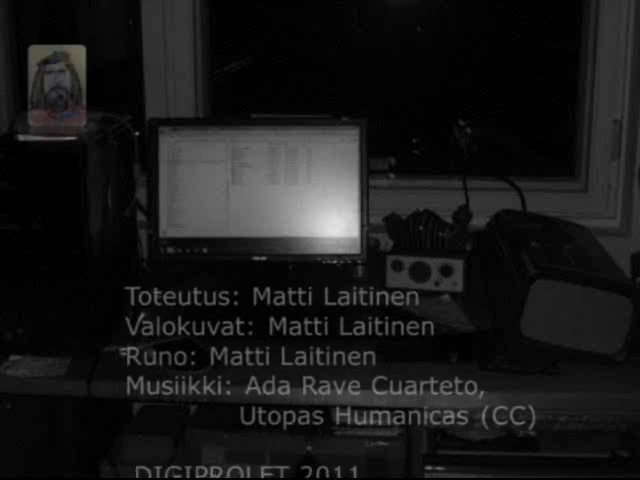 Toteutus: Matti Laitinen
Valokuvat: Matti Laitinen
Runo: Matti Laitinen
Musiikki: Ada Rave Cuarteto,
Utopas Humanicas (CC)
DIGIPROLET 2011